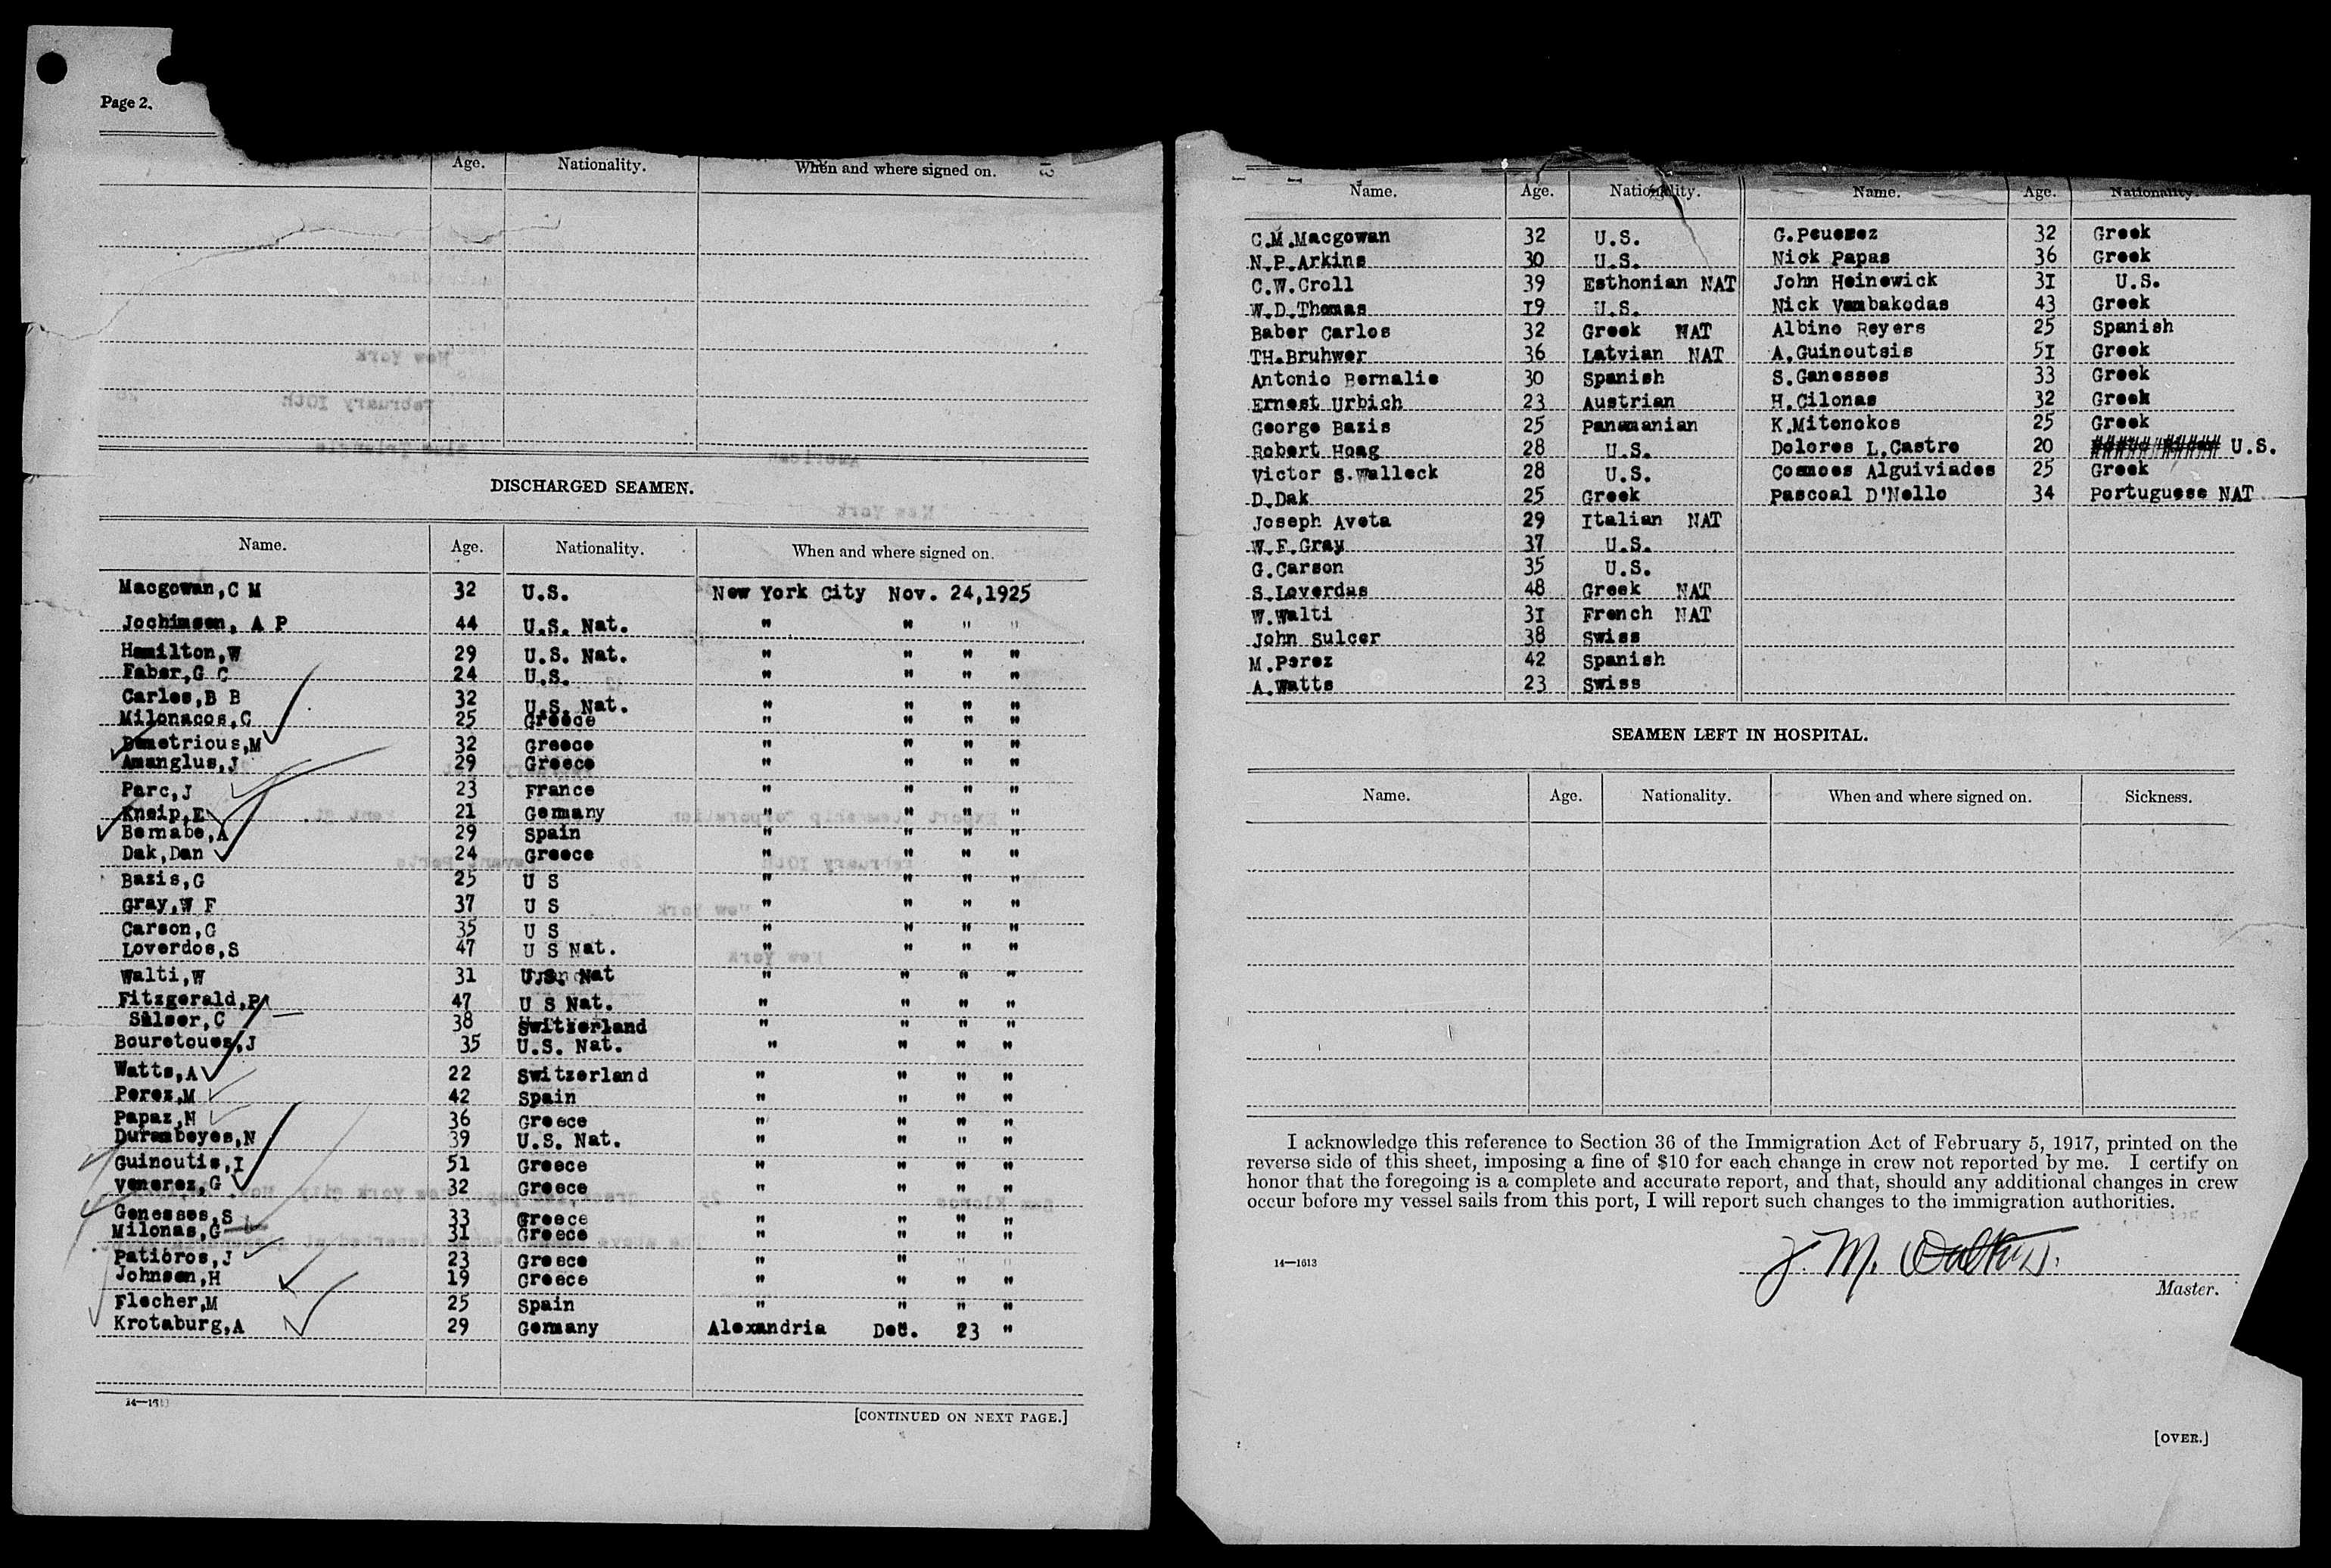 Page 2.
Age. Nationality. When and where signed on.
DISCHARGED SEAMEN.
Name. Age. Nationality. When and where signed on.
Macgowan,C M 32 U.S. New York City Nov. 24,1925
Jochimsen, A P 44 U.S. Nat. " " " "
Hamilton,W 29 U.S. Nat. " " " "
Faber,G C 24 U.S. " " " "
Carles,B B 32 U.S. Nat. " " " "
Milonacos,C 25 Greece " " " "
Demetrious,M 32 Greece " " " "
Amanglus,J 29 Greece " " " "
Parc,J 23 France " " " "
Kneip,E 21 Germany " " " "
Bernabe,A 29 Spain " " " "
Dak,Dan 24 Greece " " " "
Bazis,G 25 U S " " " "
Gray,W F 37 U S " " " "
Carson,G 35 U S " " " "
Loverdos,S 47 U S Nat. " " " "
Walti,W 31 U.S. Nat " " " "
Fitzgerald,P 47 U S Nat. " " " "
Sulser,C 38 Switzerland " " " "
Bouretoues,J 35 U.S. Nat. " " " "
Watts,A 22 Switzerland " " " "
Perez,M 42 Spain " " " "
Papaz,N 36 Greece " " " "
Durambeyes,N 39 U.S. Nat. " " " "
Guinoutis,I 51 Greece " " " "
Venerez,G 32 Greece " " " "
Genesses,S 33 Greece " " " "
Milonas,G 31 Greece " " " "
Patioros,J 23 Greece " " " "
Johnsen,H 19 Greece " " " "
Flecher,M 25 Spain " " " "
Krotaburg,A 29 Germany Alexandria Dec. 23 "
[CONTINUED ON NEXT PAGE.]
Name. Age. Nationality. Name. Age. Nationality.
C.M.Macgowan 32 U.S. G.Peuerez 32 Greek
N.P.Arkins 30 U.S. Nick Papas 36 Greek
C.W.Croll 39 Esthonian NAT John Heinewick 31 U.S.
W.D.Thomas 19 U.S. Nick Vambakodas 43 Greek
Baber Carlos 32 Greek NAT Albino Reyers 25 Spanish
TH.Bruhwer 36 Latvian NAT A.Guinoutsis 51 Greek
Antonio Bernalie 30 Spanish S.Ganesses 33 Greek
Ernest Urbich 23 Austrian H.Cilonas 32 Greek
George Bazis 25 Panamanian K.Mitonokos 25 Greek
Robert Hoag 28 U.S. Dolores L.Castro 20 U.S.
Victor S.Walleck 28 U.S. Cosmoes Alguiviades 25 Greek
D.Dak 25 Greek Pascoal D'Nello 34 Portuguese NAT
Joseph Aveta 29 Italian NAT
W.F.Gray 37 U.S.
G.Carson 35 U.S.
S.Loverdas 48 Greek NAT
W.Walti 31 French NAT
John Sulcer 38 Swiss
M.Perez 42 Spanish
A.Watts 23 Swiss
SEAMEN LEFT IN HOSPITAL.
Name. Age. Nationality. When and where signed on. Sickness.
I acknowledge this reference to Section 36 of the Immigration Act of February 5, 1917, printed on the
reverse side of this sheet, imposing a fine of $10 for each change in crew not reported by me. I certify on
honor that the foregoing is a complete and accurate report, and that, should any additional changes in crew
occur before my vessel sails from this port, I will report such changes to the immigration authorities.
14—1613
Master.
[OVER.]